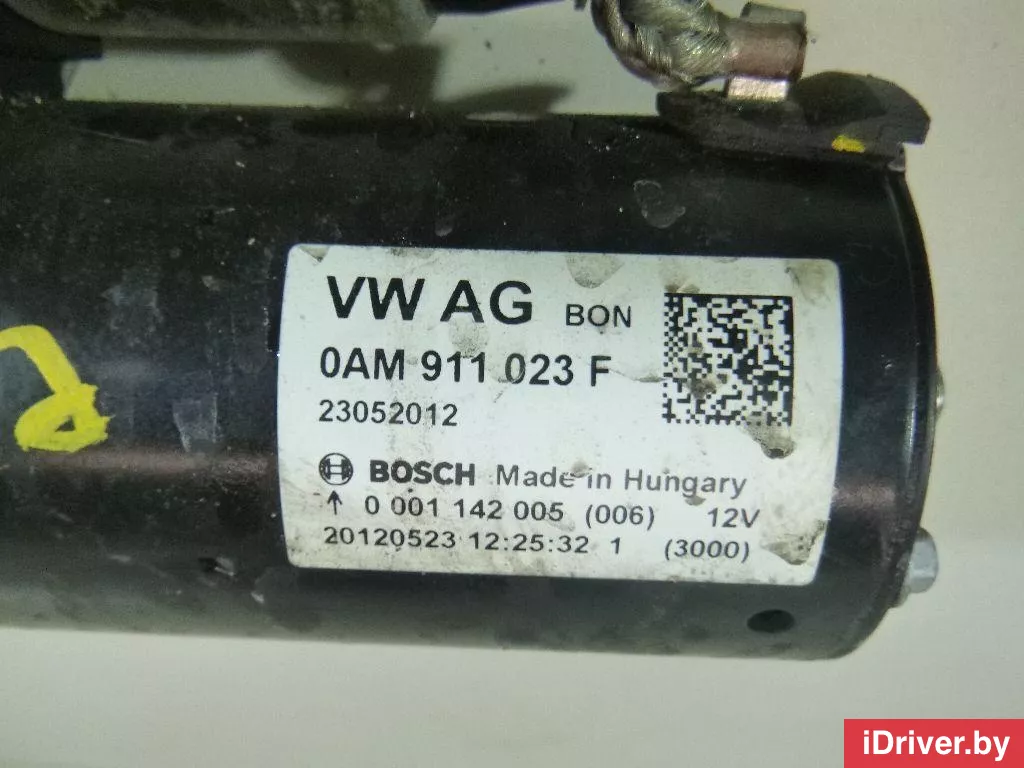 VW AG BON
0AM 911 023 F
23052012
BOSCH Made in Hungary
↑ 0 001 142 005 (006) 12V
20120523 12:25:32 1 (3000)
iDriver.by